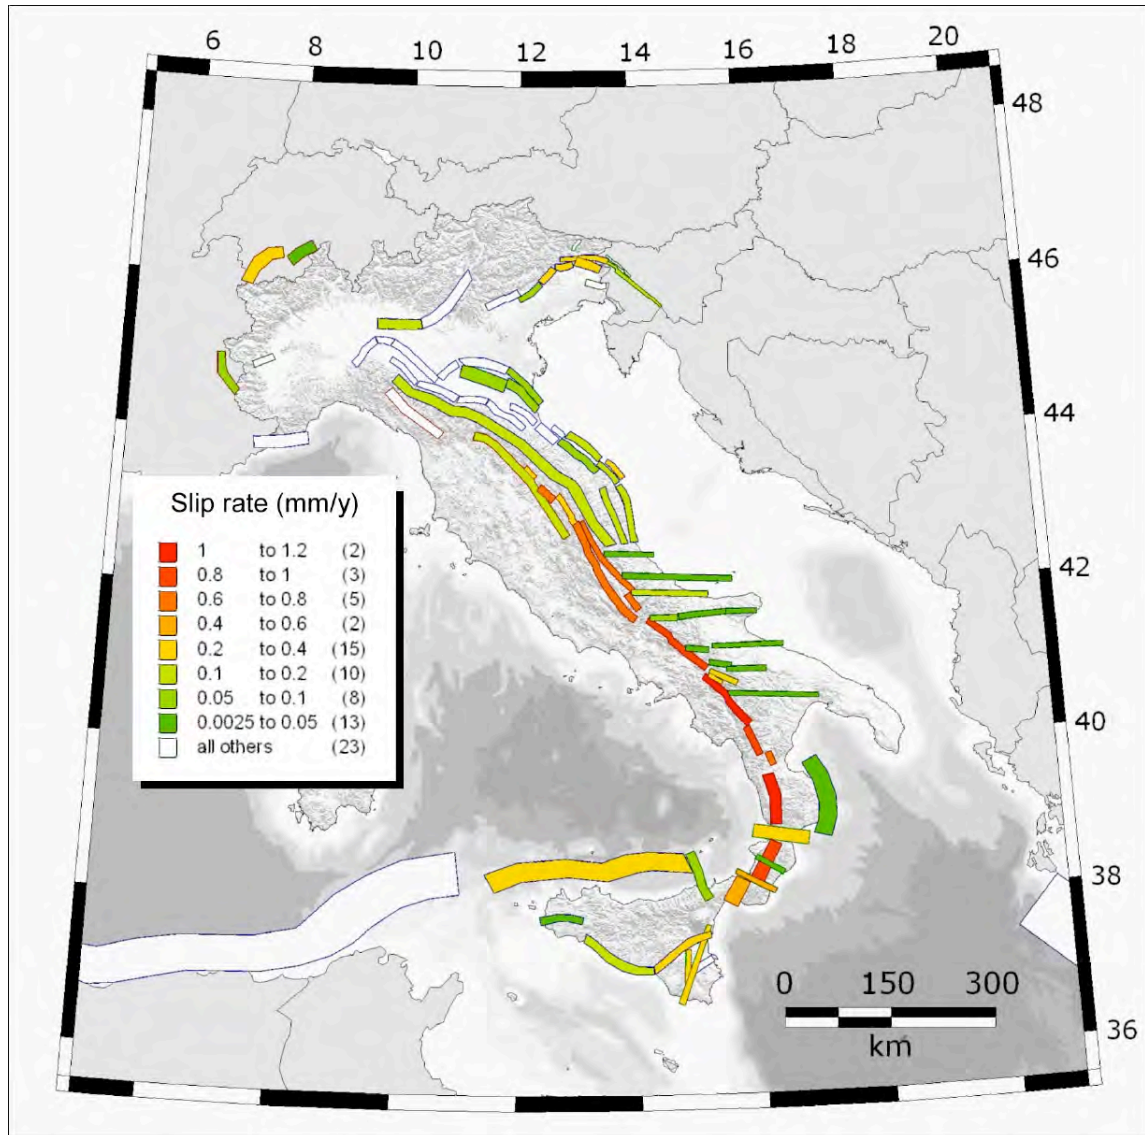 6 8 10 12 14 16 18 20
48
46
44
Slip rate (mm/y)
1 to 1.2 (2)
0.8 to 1 (3)
0.6 to 0.8 (5)
0.4 to 0.6 (2)
0.2 to 0.4 (15)
0.1 to 0.2 (10)
0.05 to 0.1 (8)
0.0025 to 0.05 (13)
all others (23)
42
40
38
0 150 300
km
36